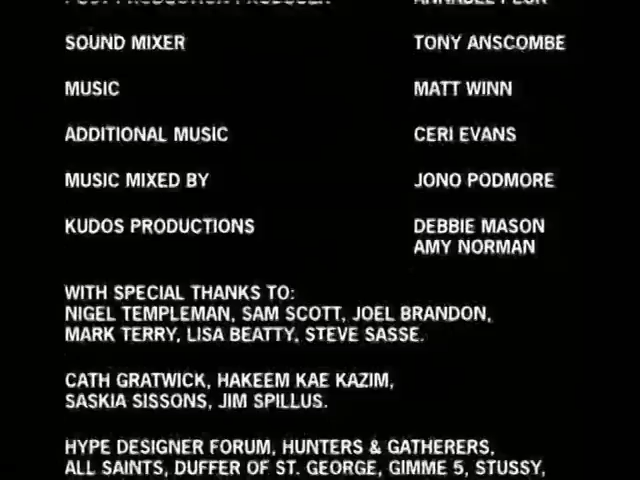 SOUND MIXER TONY ANSCOMBE
MUSIC MATT WINN
ADDITIONAL MUSIC CERI EVANS
MUSIC MIXED BY JONO PODMORE
KUDOS PRODUCTIONS DEBBIE MASON
AMY NORMAN
WITH SPECIAL THANKS TO:
NIGEL TEMPLEMAN, SAM SCOTT, JOEL BRANDON,
MARK TERRY, LISA BEATTY, STEVE SASSE.
CATH GRATWICK, HAKEEM KAE KAZIM,
SASKIA SISSONS, JIM SPILLUS.
HYPE DESIGNER FORUM, HUNTERS & GATHERERS,
ALL SAINTS, DUFFER OF ST. GEORGE, GIMME 5, STUSSY,